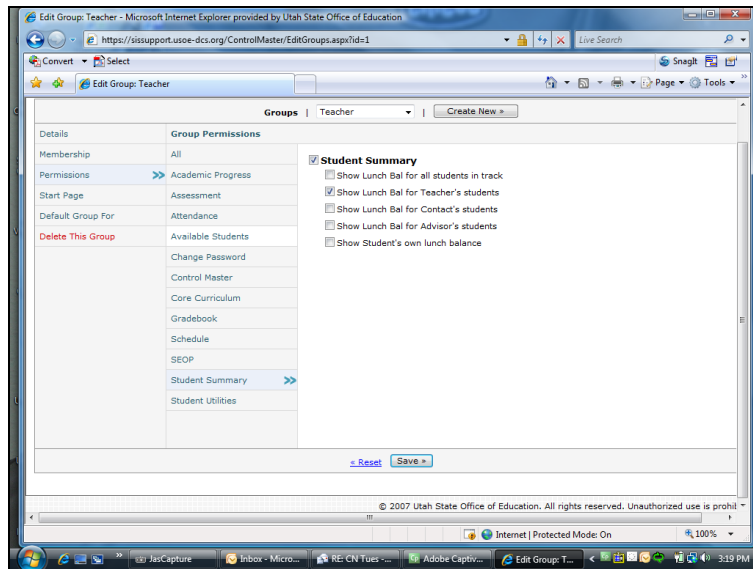 Edit Group: Teacher - Microsoft Internet Explorer provided by Utah State Office of Education
https://sissupport.usoe-dcs.org/ControlMaster/EditGroups.aspx?id=1
Live Search
Convert Select
SnagIt
Edit Group: Teacher
Page Tools
Groups | Teacher | Create New »
Details
Membership
Permissions
Start Page
Default Group For
Delete This Group
Group Permissions
All
Academic Progress
Assessment
Attendance
Available Students
Change Password
Control Master
Core Curriculum
Gradebook
Schedule
SEOP
Student Summary
Student Utilities
Student Summary
Show Lunch Bal for all students in track
Show Lunch Bal for Teacher's students
Show Lunch Bal for Contact's students
Show Lunch Bal for Advisor's students
Show Student's own lunch balance
« Reset Save »
© 2007 Utah State Office of Education. All rights reserved. Unauthorized use is prohil
Internet | Protected Mode: On 100%
JasCapture Inbox - Micro... RE: CN Tues -... Adobe Captiv... Edit Group: T... 3:19 PM